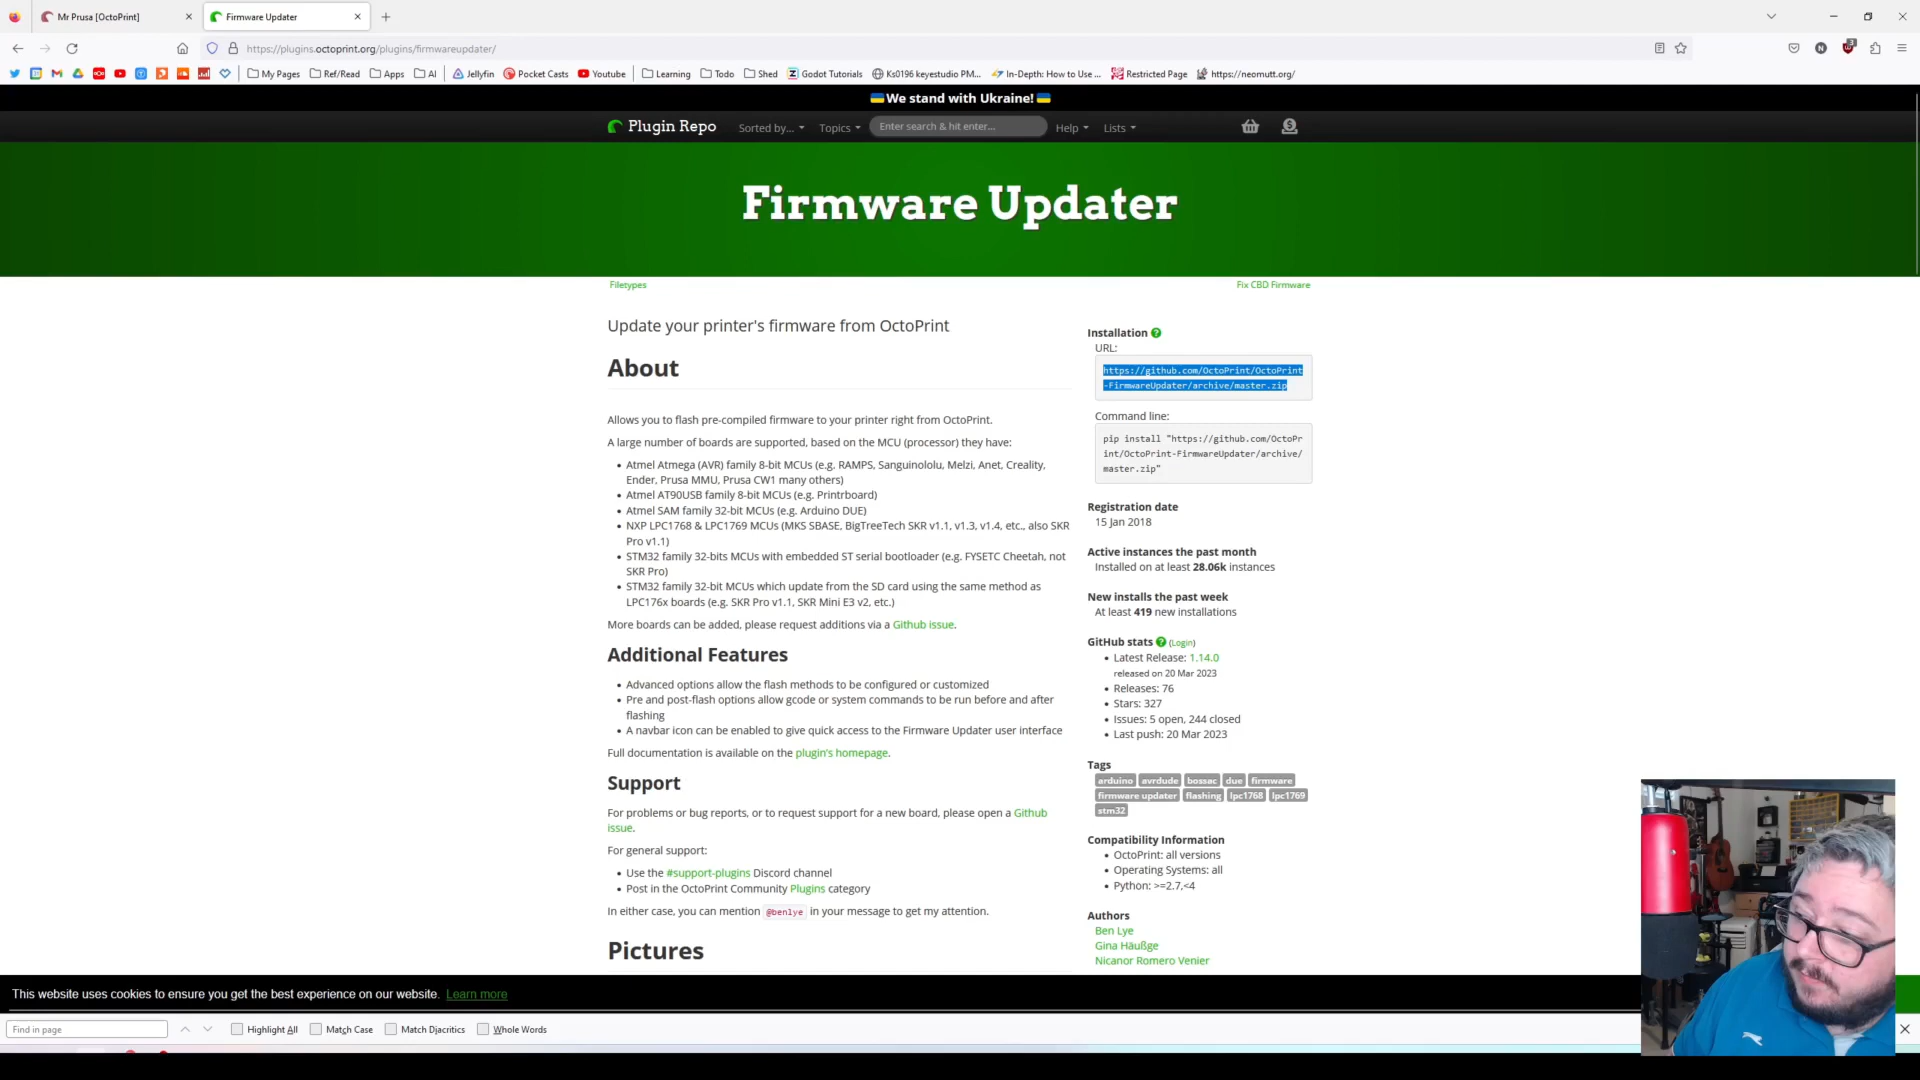 Mr Prusa [OctoPrint]
Firmware Updater
https://plugins.octoprint.org/plugins/firmwareupdater/
My Pages
Ref/Read
Apps
AI
Jellyfin
Pocket Casts
Youtube
Learning
Todo
Shed
Godot Tutorials
Ks0196 keyestudio PM...
In-Depth: How to Use ...
Restricted Page
https://neomutt.org/
We stand with Ukraine!
Plugin Repo
Sorted by...
Topics
Enter search & hit enter...
Help
Lists
Firmware Updater
Filetypes
Fix CBD Firmware
Update your printer's firmware from OctoPrint
About
Allows you to flash pre-compiled firmware to your printer right from OctoPrint.
A large number of boards are supported, based on the MCU (processor) they have:
• Atmel Atmega (AVR) family 8-bit MCUs (e.g. RAMPS, Sanguinololu, Melzi, Anet, Creality,
Ender, Prusa MMU, Prusa CW1 many others)
• Atmel AT90USB family 8-bit MCUs (e.g. Printrboard)
• Atmel SAM family 32-bit MCUs (e.g. Arduino DUE)
• NXP LPC1768 & LPC1769 MCUs (MKS SBASE, BigTreeTech SKR v1.1, v1.3, v1.4, etc., also SKR
Pro v1.1)
• STM32 family 32-bits MCUs with embedded ST serial bootloader (e.g. FYSETC Cheetah, not
SKR Pro)
• STM32 family 32-bit MCUs which update from the SD card using the same method as
LPC176x boards (e.g. SKR Pro v1.1, SKR Mini E3 v2, etc.)
More boards can be added, please request additions via a Github issue.
Additional Features
• Advanced options allow the flash methods to be configured or customized
• Pre and post-flash options allow gcode or system commands to be run before and after
flashing
• A navbar icon can be enabled to give quick access to the Firmware Updater user interface
Full documentation is available on the plugin's homepage.
Support
For problems or bug reports, or to request support for a new board, please open a Github
issue.
For general support:
• Use the #support-plugins Discord channel
• Post in the OctoPrint Community Plugins category
In either case, you can mention @benlye in your message to get my attention.
Pictures
Installation
URL:
https://github.com/OctoPrint/OctoPrint
-FirmwareUpdater/archive/master.zip
Command line:
pip install "https://github.com/OctoPr
int/OctoPrint-FirmwareUpdater/archive/
master.zip"
Registration date
15 Jan 2018
Active instances the past month
Installed on at least 28.06k instances
New installs the past week
At least 419 new installations
GitHub stats (Login)
• Latest Release: 1.14.0
released on 20 Mar 2023
• Releases: 76
• Stars: 327
• Issues: 5 open, 244 closed
• Last push: 20 Mar 2023
Tags
arduino avrdude bossac due firmware
firmware updater flashing lpc1768 lpc1769
stm32
Compatibility Information
• OctoPrint: all versions
• Operating Systems: all
• Python: >=2.7,<4
Authors
Ben Lye
Gina Häußge
Nicanor Romero Venier
This website uses cookies to ensure you get the best experience on our website. Learn more
Find in page
Highlight All
Match Case
Match Diacritics
Whole Words